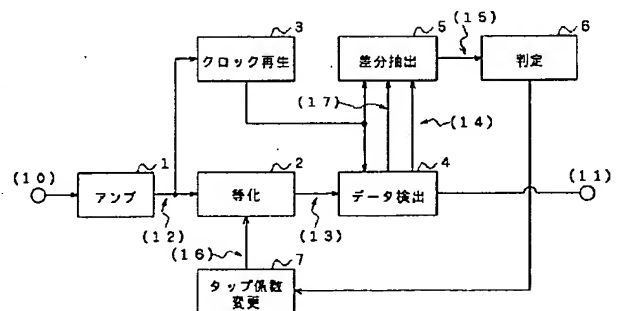 3
クロック再生
5
差分抽出
(15)
6
判定
(17)
(14)
(10)
1
アンプ
(12)
2
等化
(13)
4
データ検出
(11)
(16)
7
タップ係数
変更